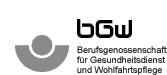 bGw
Berufsgenossenschaft
für Gesundheitsdienst
und Wohlfahrtspflege